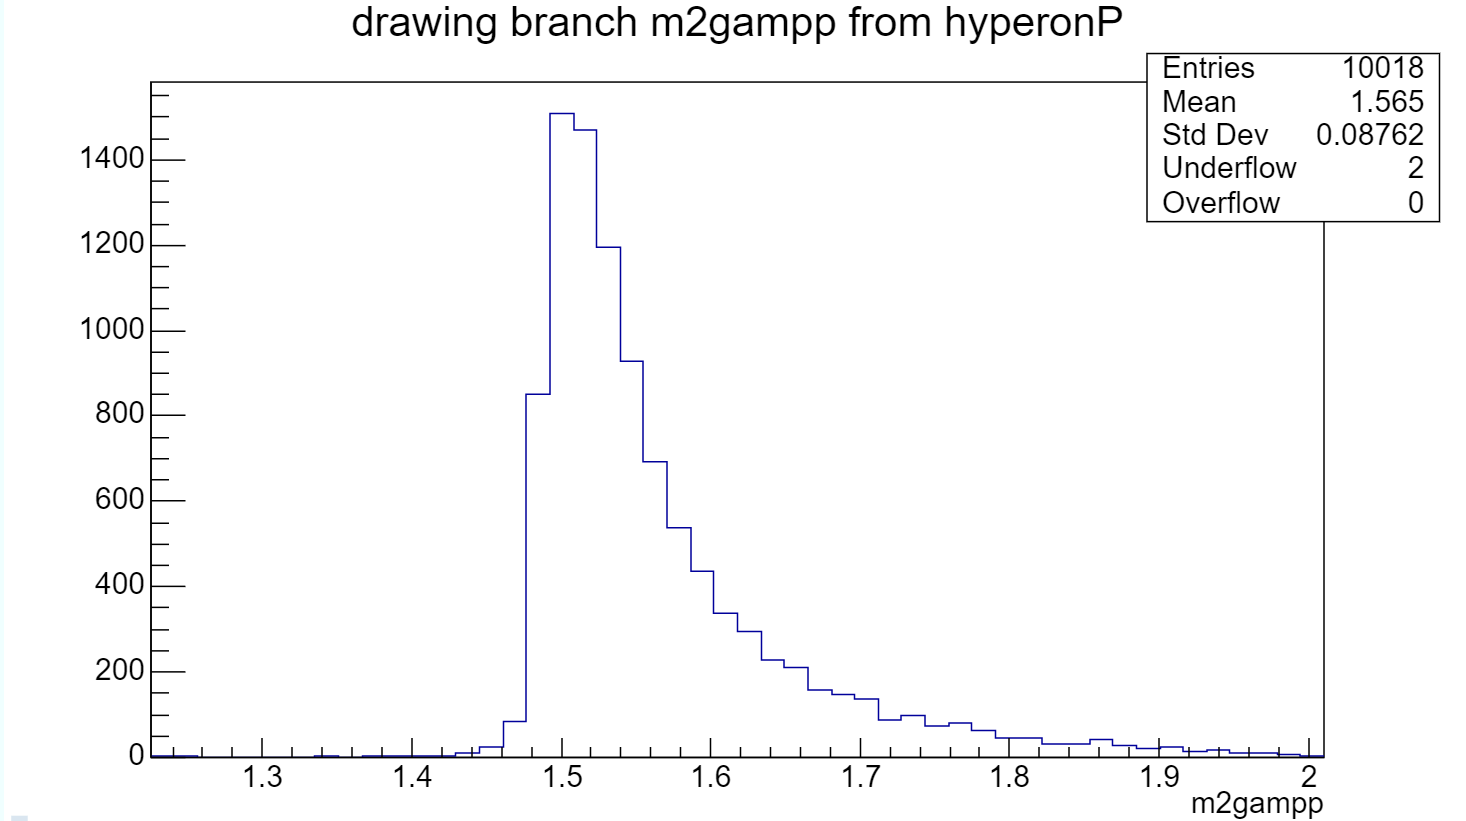 drawing branch m2gampp from hyperonP
Entries 10018
Mean 1.565
Std Dev 0.08762
Underflow 2
Overflow 0
1400
1200
1000
800
600
400
200
0
1.3 1.4 1.5 1.6 1.7 1.8 1.9 2
m2gampp